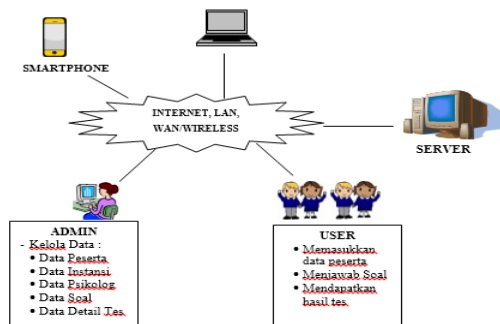 SMARTPHONE
INTERNET, LAN,
WAN/WIRELESS
SERVER
ADMIN
- Kelola Data :
• Data Peserta
• Data Instansi
• Data Psikolog
• Data Soal
• Data Detail Tes
USER
• Memasukkan
data peserta
• Menjawab Soal
• Mendapatkan
hasil tes